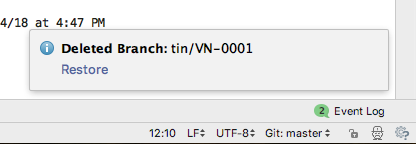 4/18 at 4:47 PM
Deleted Branch: tin/VN-0001
Restore
2 Event Log
12:10 LF UTF-8 Git: master